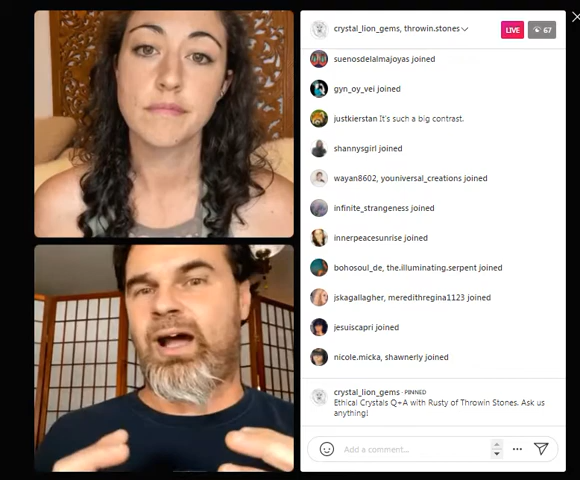 crystal_lion_gems, throwin.stones
LIVE
67
suenosdelalmajoyas joined
gyn_oy_vei joined
justkierstan It's such a big contrast.
shannysgirl joined
wayan8602, youniversal_creations joined
infinite_strangeness joined
innerpeacesunrise joined
bohosoul_de, the.illuminating.serpent joined
jskagallagher, meredithregina1123 joined
jesuiscapri joined
nicole.micka, shawnerly joined
crystal_lion_gems · PINNED
Ethical Crystals Q+A with Rusty of Throwin Stones. Ask us
anything!
Add a comment...